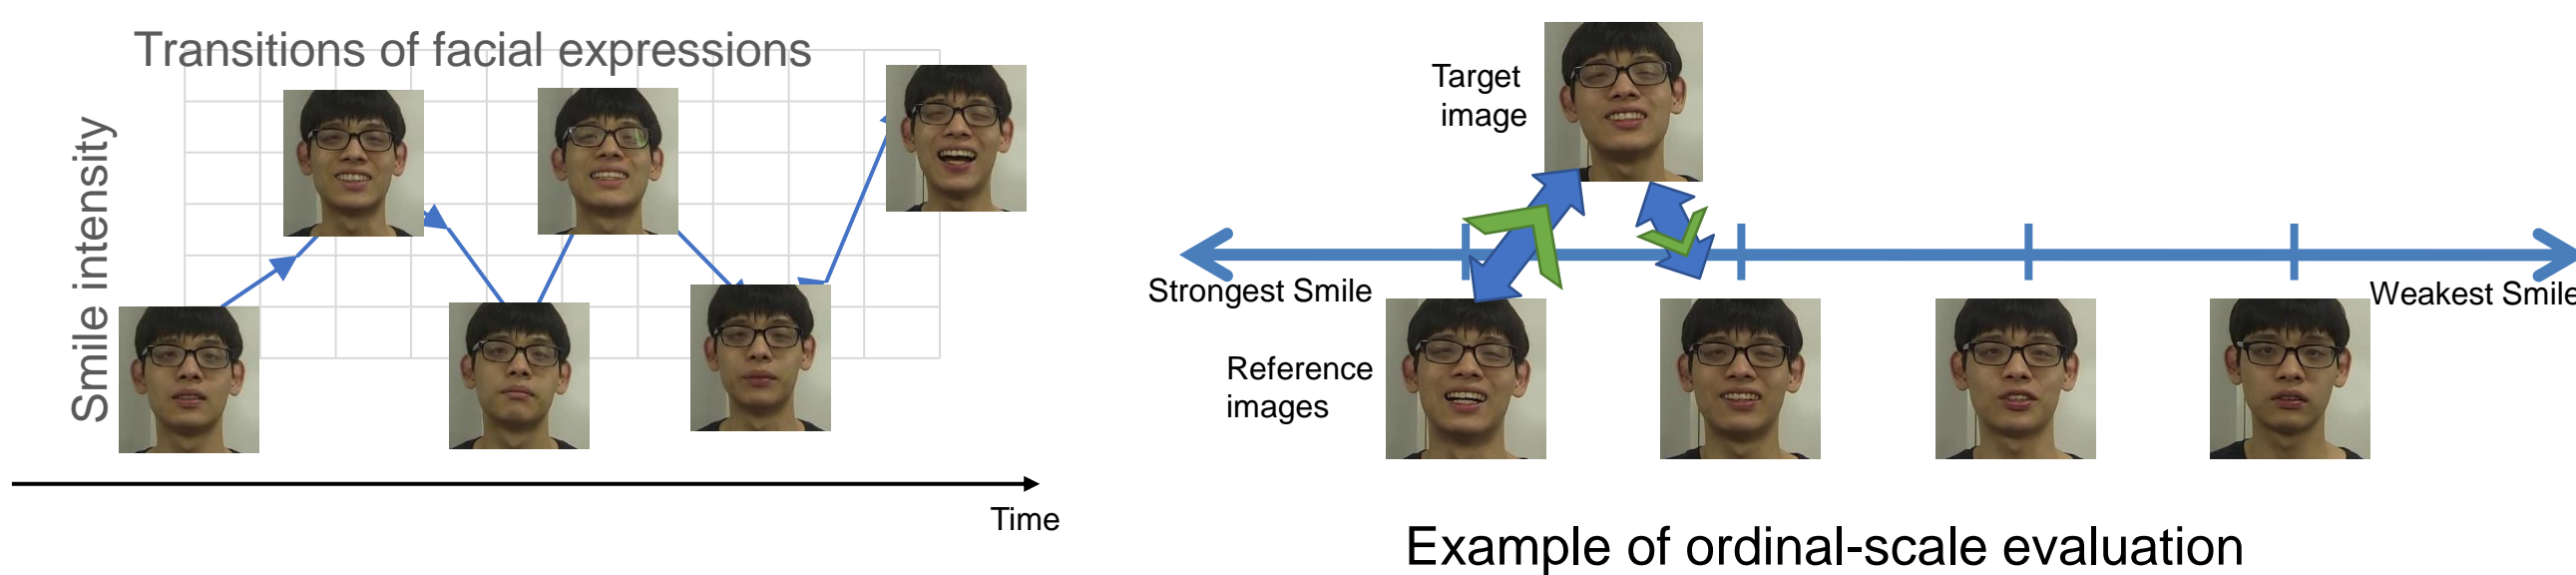 Transitions of facial expressions
Smile intensity
Time
Target
image
Strongest Smile
Weakest Smile
Reference
images
Example of ordinal-scale evaluation